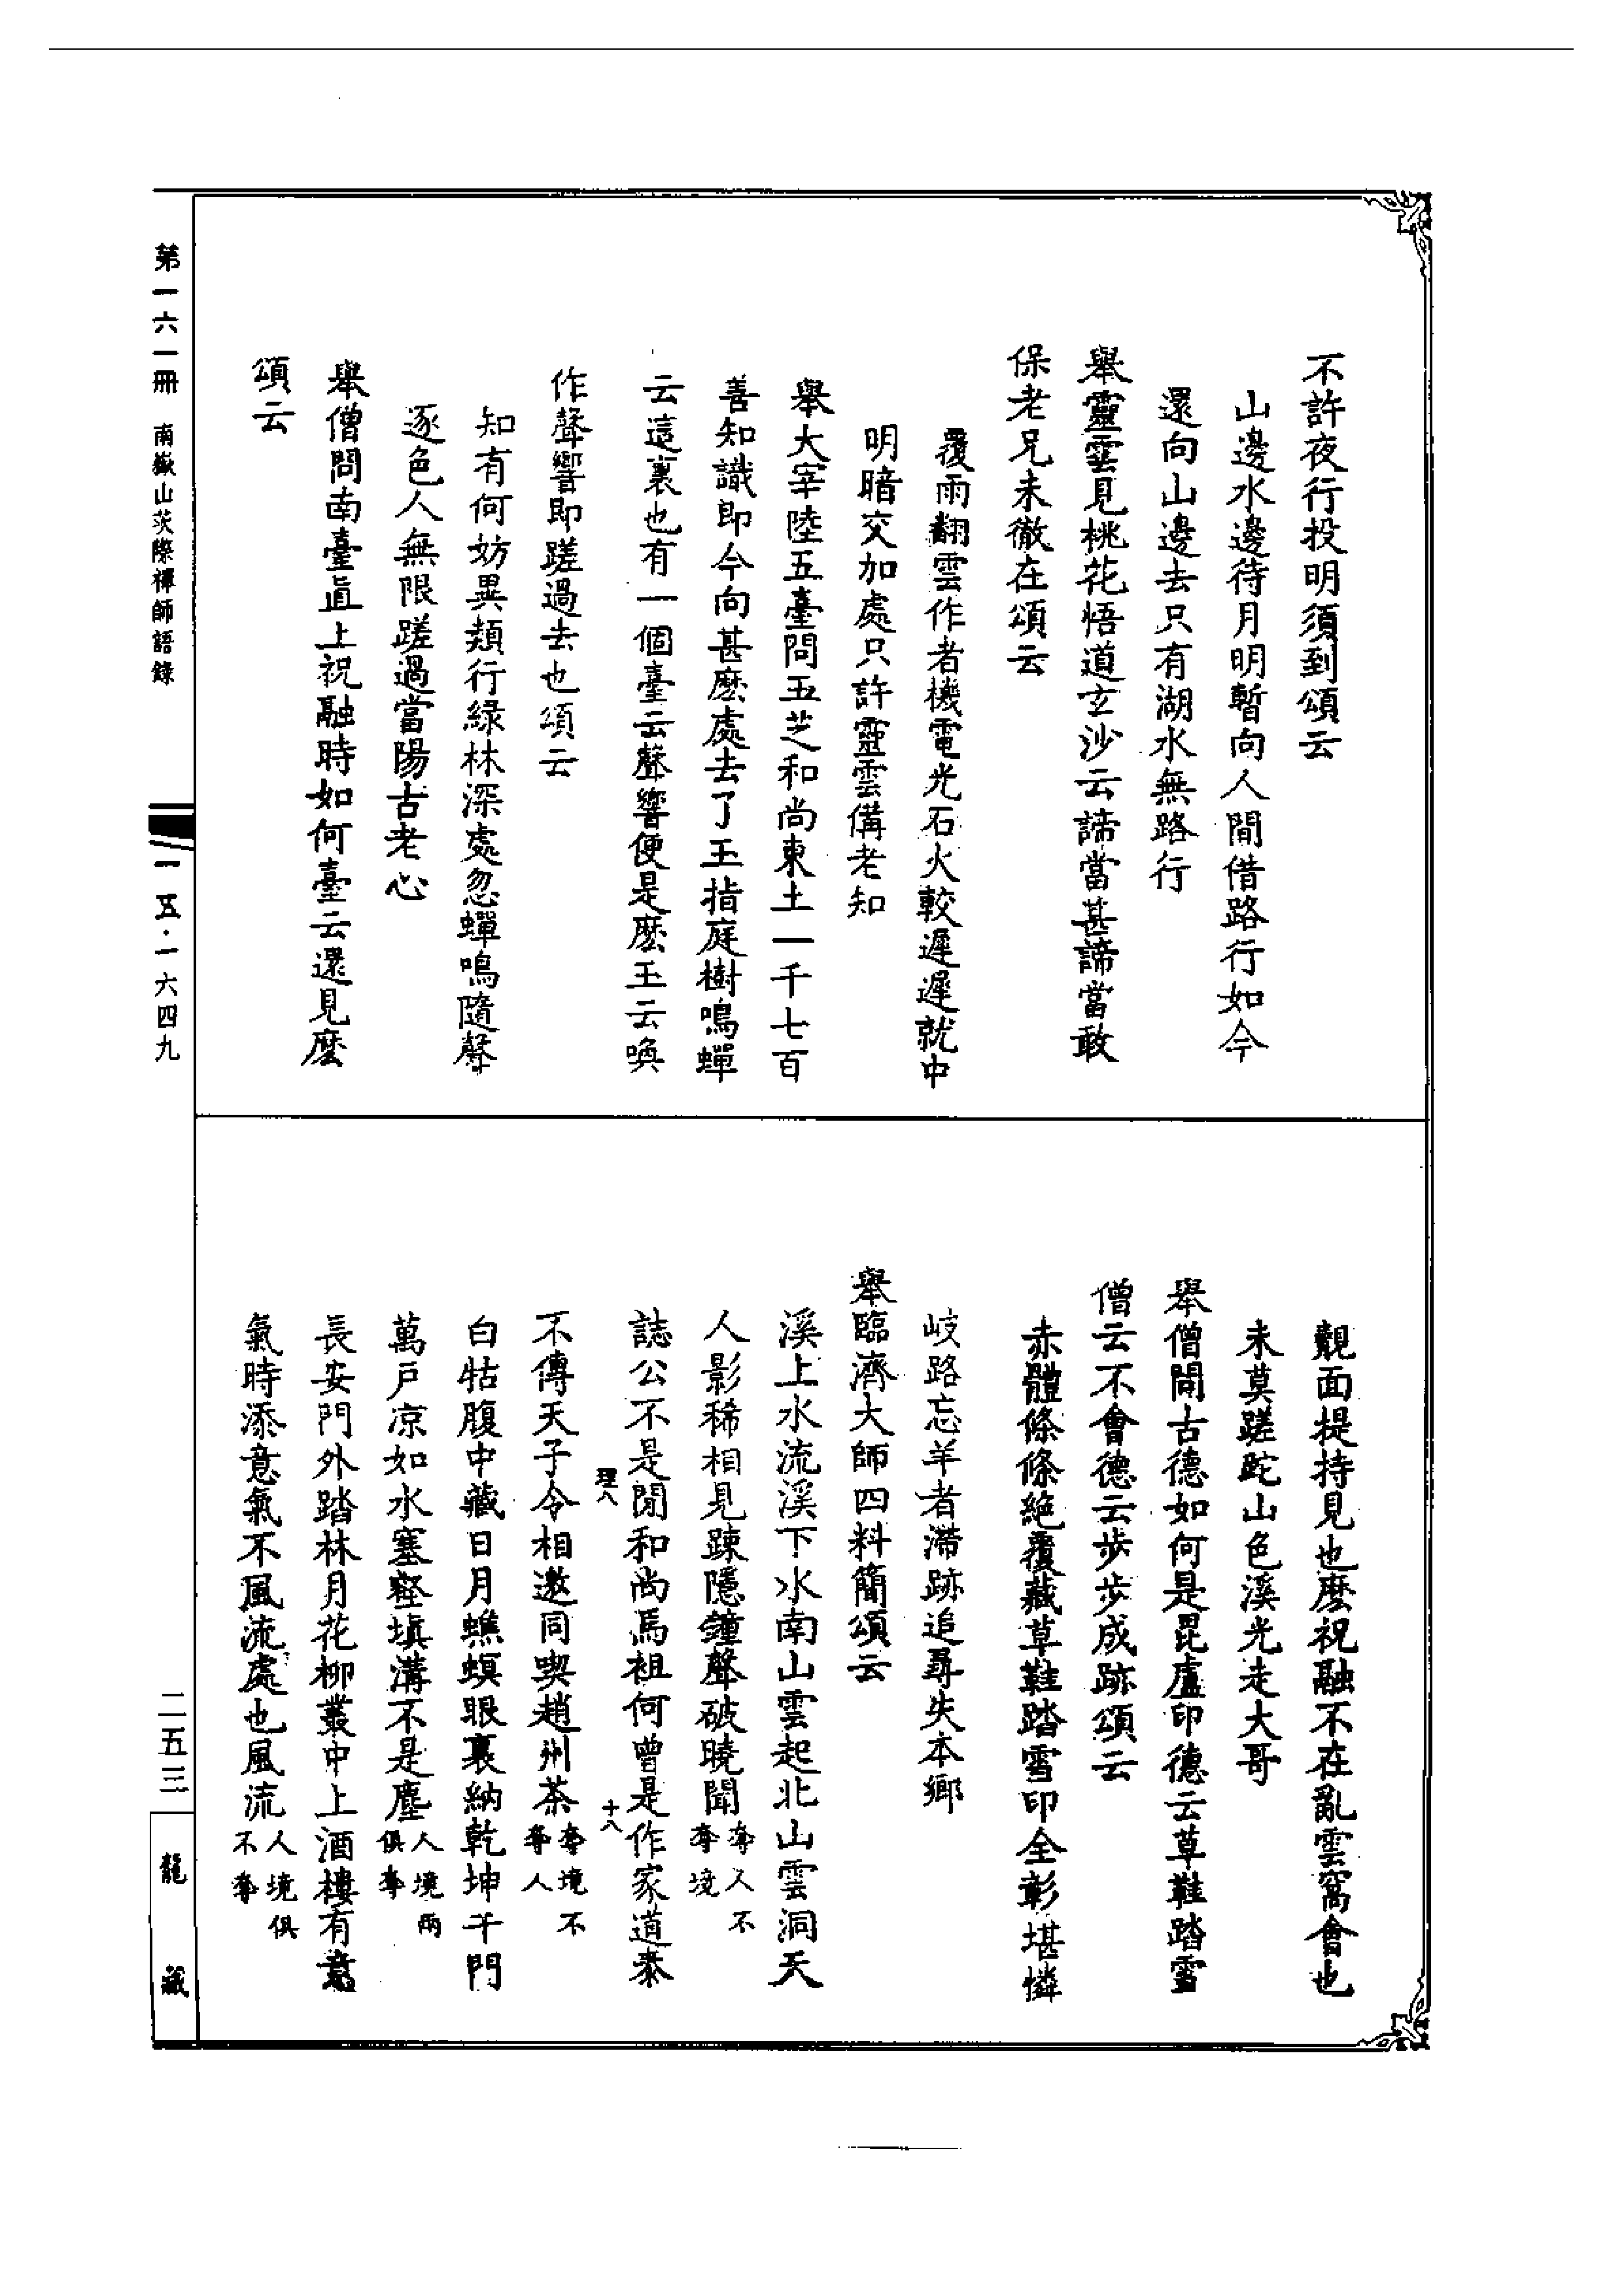 不許夜行投明須到頌云
山邊水邊待月明暫向人間借路行如今
還向山邊去只有湖水無路行
舉靈雲見桃花悟道玄沙云諦當甚諦當敢
保老兄未徹在頌云
覆雨翻雲作者機電光石火較遲遲就中
明暗交加處只許靈雲備老知
舉大宰陸五臺問玉芝和尚東土一千七百
善知識即今向甚麽處去了玉指庭樹鳴蟬
云這裏也有一個臺云聲響便是麽玉云喚
作聲響即蹉過去也頌云
知有何妨異類行綠林深處忽蟬鳴隨聲
逐色人無限蹉過當陽古老心
舉僧問南臺直上祝融時如何臺云還見麽
頌云
覿面提持見也麽祝融不在亂雲窩會也
未莫蹉跎山色溪光走大哥
舉僧問古德如何是毘盧印德云草鞋踏雪
僧云不會德云步步成跡頌云
赤體條條絕覆藏草鞋踏雪印全彰堪憐
岐路忘羊者滯跡追尋失本鄉
舉臨濟大師四料簡頌云
溪上水流溪下水南山雲起北山雲洞天
人影稀相見踈隱鐘聲破曉聞奪人不奪境
誌公不是閒和尚馬祖何曾是作家道泰
理八 十八
不傳天子令相邀同喫趙州茶奪境不奪人
白牯腹中藏日月蟭螟眼裏納乾坤千門
萬戸凉如水塞壑塡溝不是塵人境兩俱奪
長安門外踏林月花柳叢中上酒樓有意
氣時添意氣不風流處也風流人境俱不奪
第一六一冊 南嶽山茨際禪師語錄
一五·一六四九
二五三
龍藏